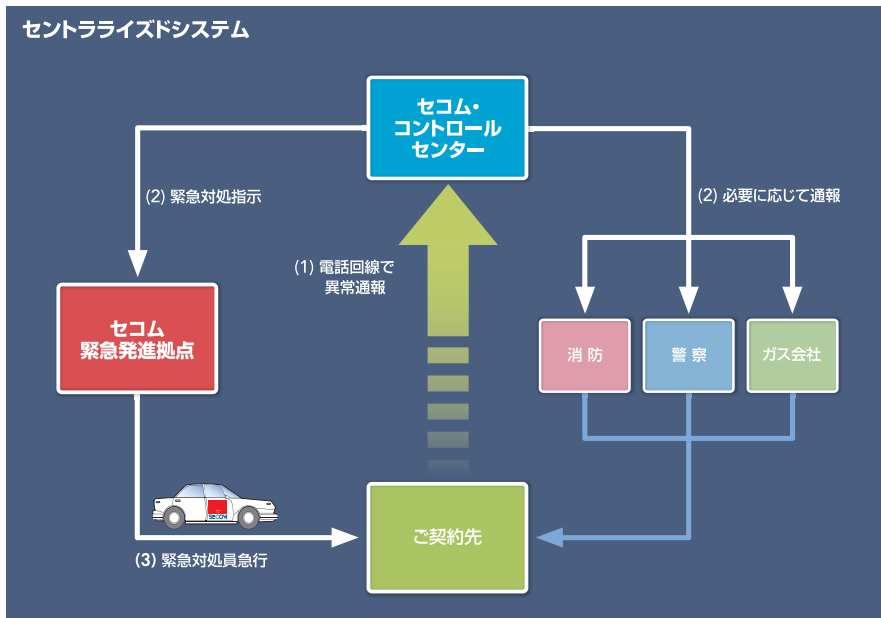 セントラライズドシステム
セコム・
コントロール
センター
(2) 緊急対処指示
(2) 必要に応じて通報
(1) 電話回線で
異常通報
セコム
緊急発進拠点
消防
警察
ガス会社
SECOM
ご契約先
(3) 緊急対処員急行